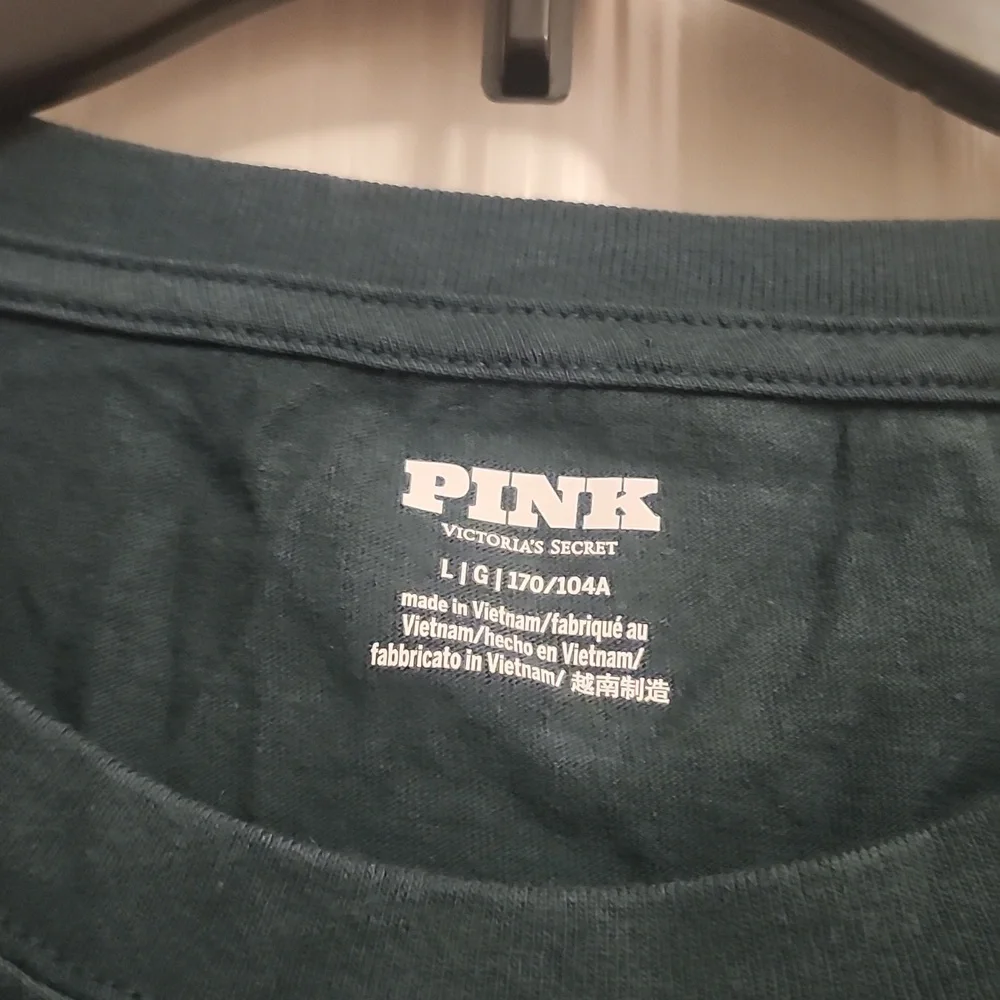 PINK
VICTORIA'S SECRET
L | G | 170/104A
made in Vietnam/fabriqué au
Vietnam/hecho en Vietnam/
fabbricato in Vietnam/ 越南制造